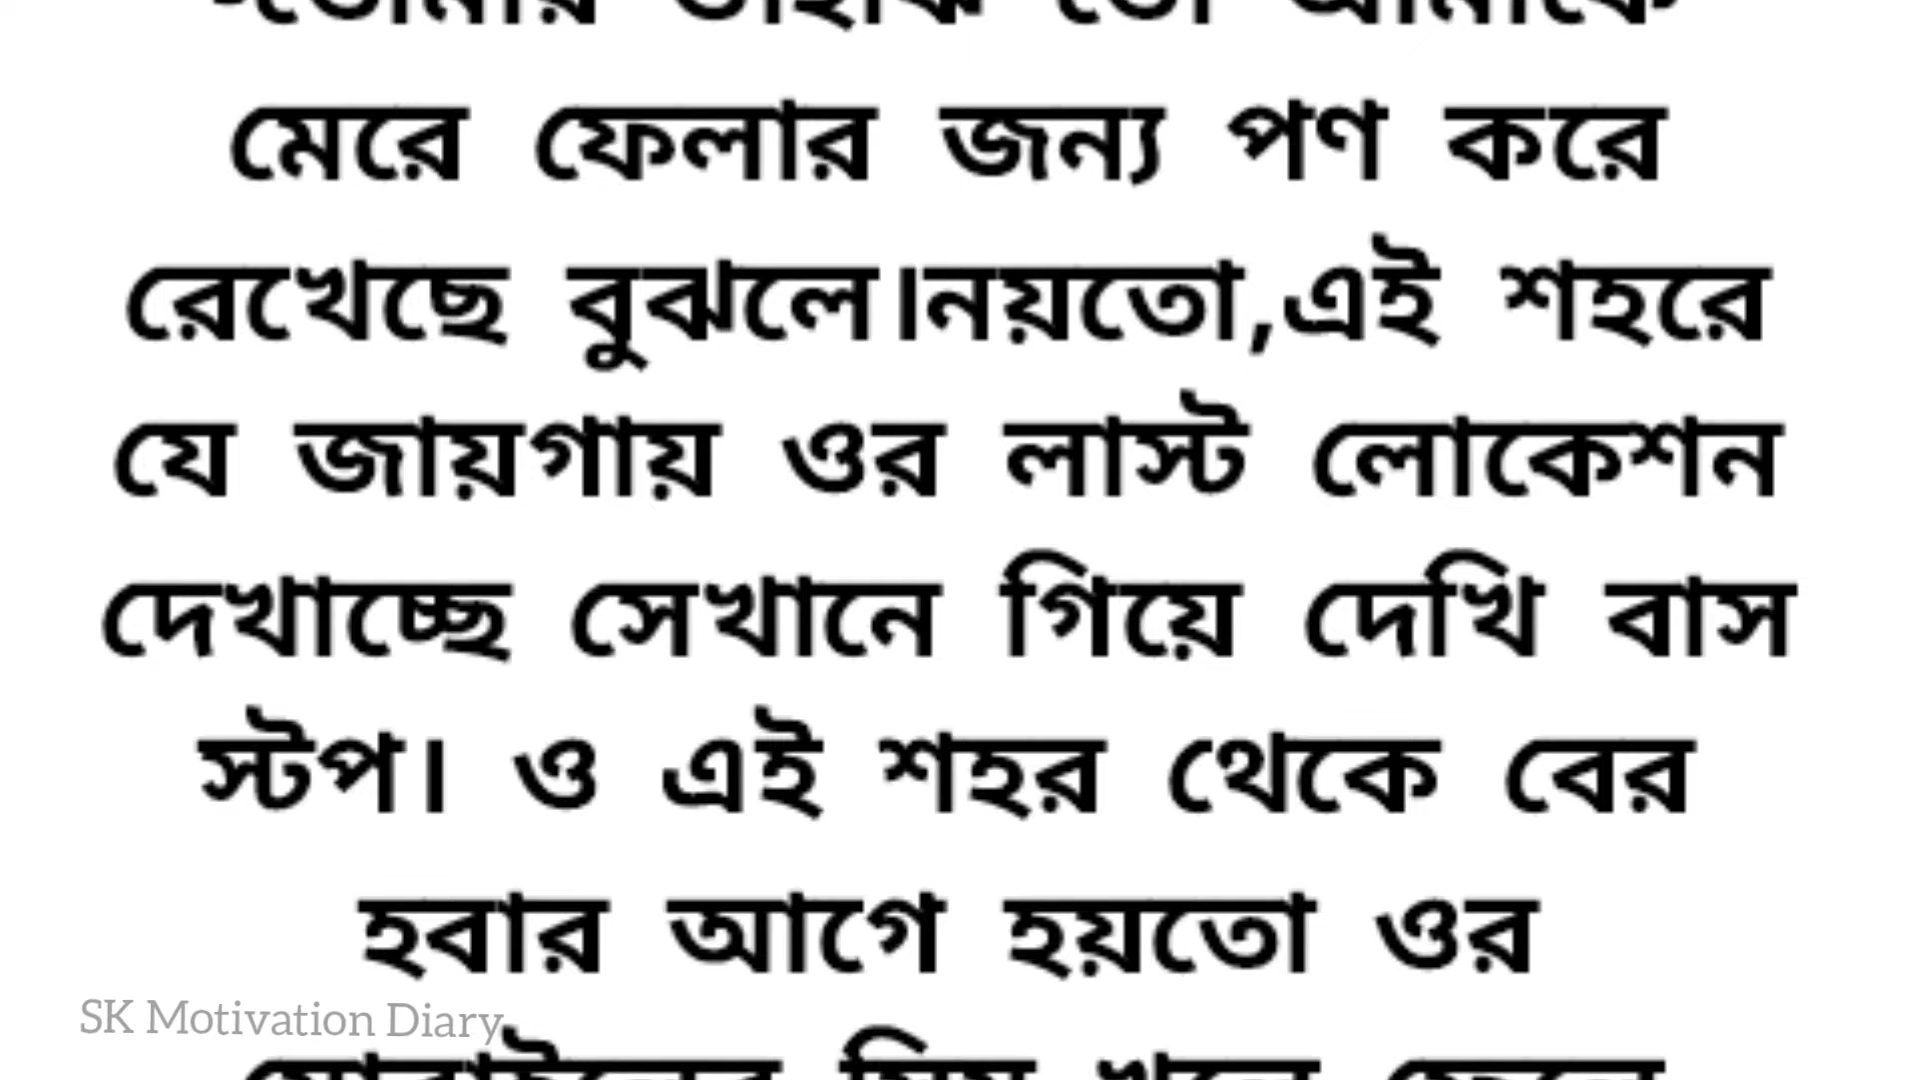 তো আমাকে
মেরে ফেলার জন্য পণ করে
রেখেছে বুঝলে।নয়তো,এই শহরে
যে জায়গায় ওর লাস্ট লোকেশন
দেখাচ্ছে সেখানে গিয়ে দেখি বাস
স্টপ। ও এই শহর থেকে বের
হবার আগে হয়তো ওর
SK Motivation Diary